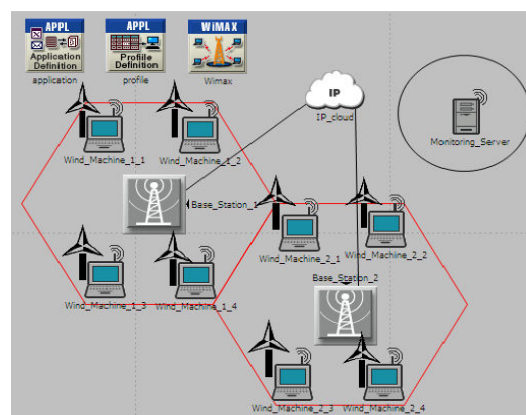 APPL
Application
Definition
application
APPL
Profile
Definition
profile
WiMAX
Wimax
IP
IP_cloud
Monitoring_Server
Wind_Machine_1_1
Wind_Machine_1_2
Base_Station_1
Wind_Machine_2_1
Wind_Machine_2_2
Base_Station_2
Wind_Machine_1_3
Wind_Machine_1_4
Wind_Machine_2_3
Wind_Machine_2_4